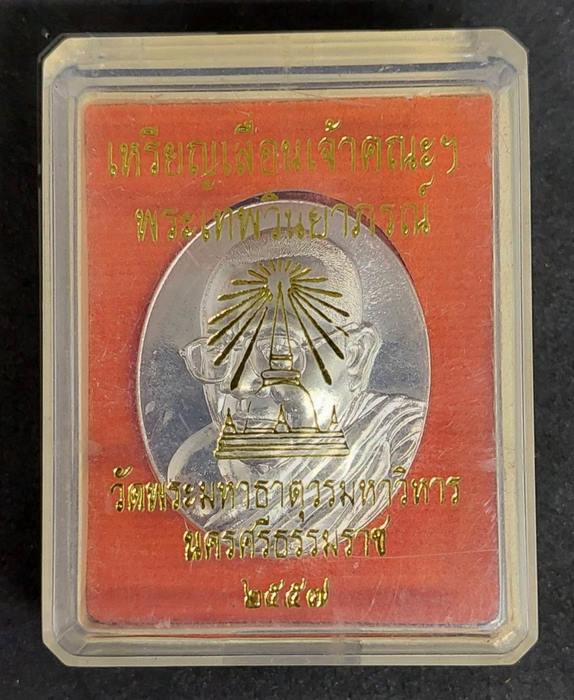 เหรียญเลื่อนเจ้าคณะฯ
พระเทพวินยาภรณ์
วัดพระมหาธาตุวรมหาวิหาร
นครศรีธรรมราช
๒๕๕๗